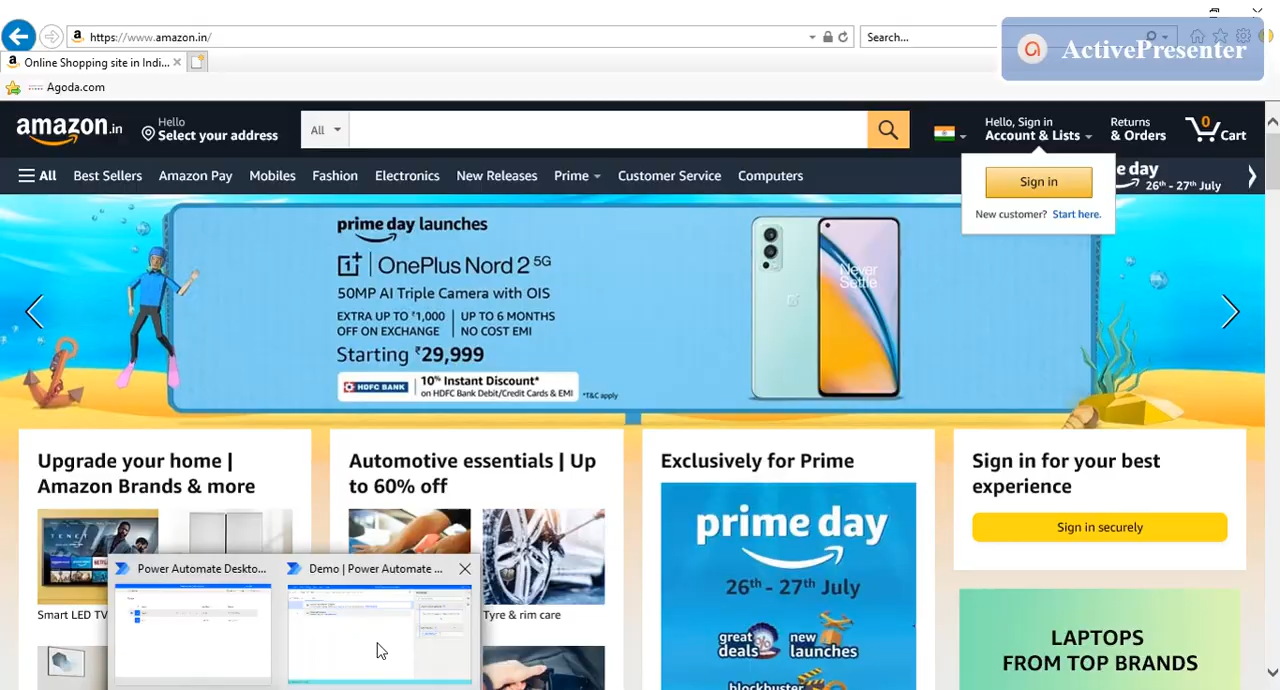 https://www.amazon.in/
Search...
ActivePresenter
Online Shopping site in Indi...
Agoda.com
amazon.in
Hello
Select your address
All
Hello, Sign in
Account & Lists
Returns
& Orders
0
Cart
All
Best Sellers
Amazon Pay
Mobiles
Fashion
Electronics
New Releases
Prime
Customer Service
Computers
e day
26th - 27th July
Sign in
New customer? Start here.
prime day launches
1+ OnePlus Nord 2 5G
50MP AI Triple Camera with OIS
EXTRA UP TO ₹1,000
OFF ON EXCHANGE
UP TO 6 MONTHS
NO COST EMI
Starting ₹29,999
HDFC BANK
10% Instant Discount*
on HDFC Bank Debit/Credit Cards & EMI
*T&C apply
Never
Settle
Upgrade your home |
Amazon Brands & more
Automotive essentials | Up
to 60% off
Exclusively for Prime
Sign in for your best
experience
Sign in securely
prime day
26th - 27th July
great
deals
new
launches
blockbuster
Smart LED TV
Tyre & rim care
Power Automate Deskto...
Demo | Power Automate ...
LAPTOPS
FROM TOP BRANDS